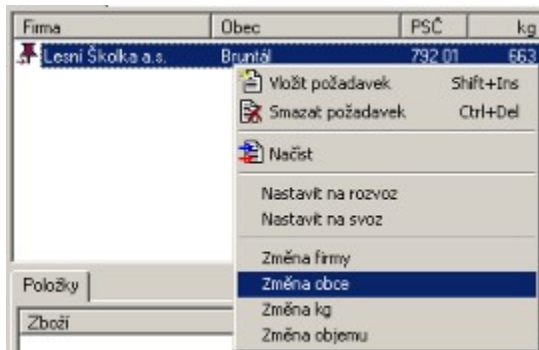 Firma Obec PSČ kg
Lesní Školka a.s. Bruntál 792 01 663
Vložit požadavek Shift+Ins
Smazat požadavek Ctrl+Del
Načíst
Nastavit na rozvoz
Nastavit na svoz
Změna firmy
Položky
Změna obce
Změna kg
Zboží
Změna objemu